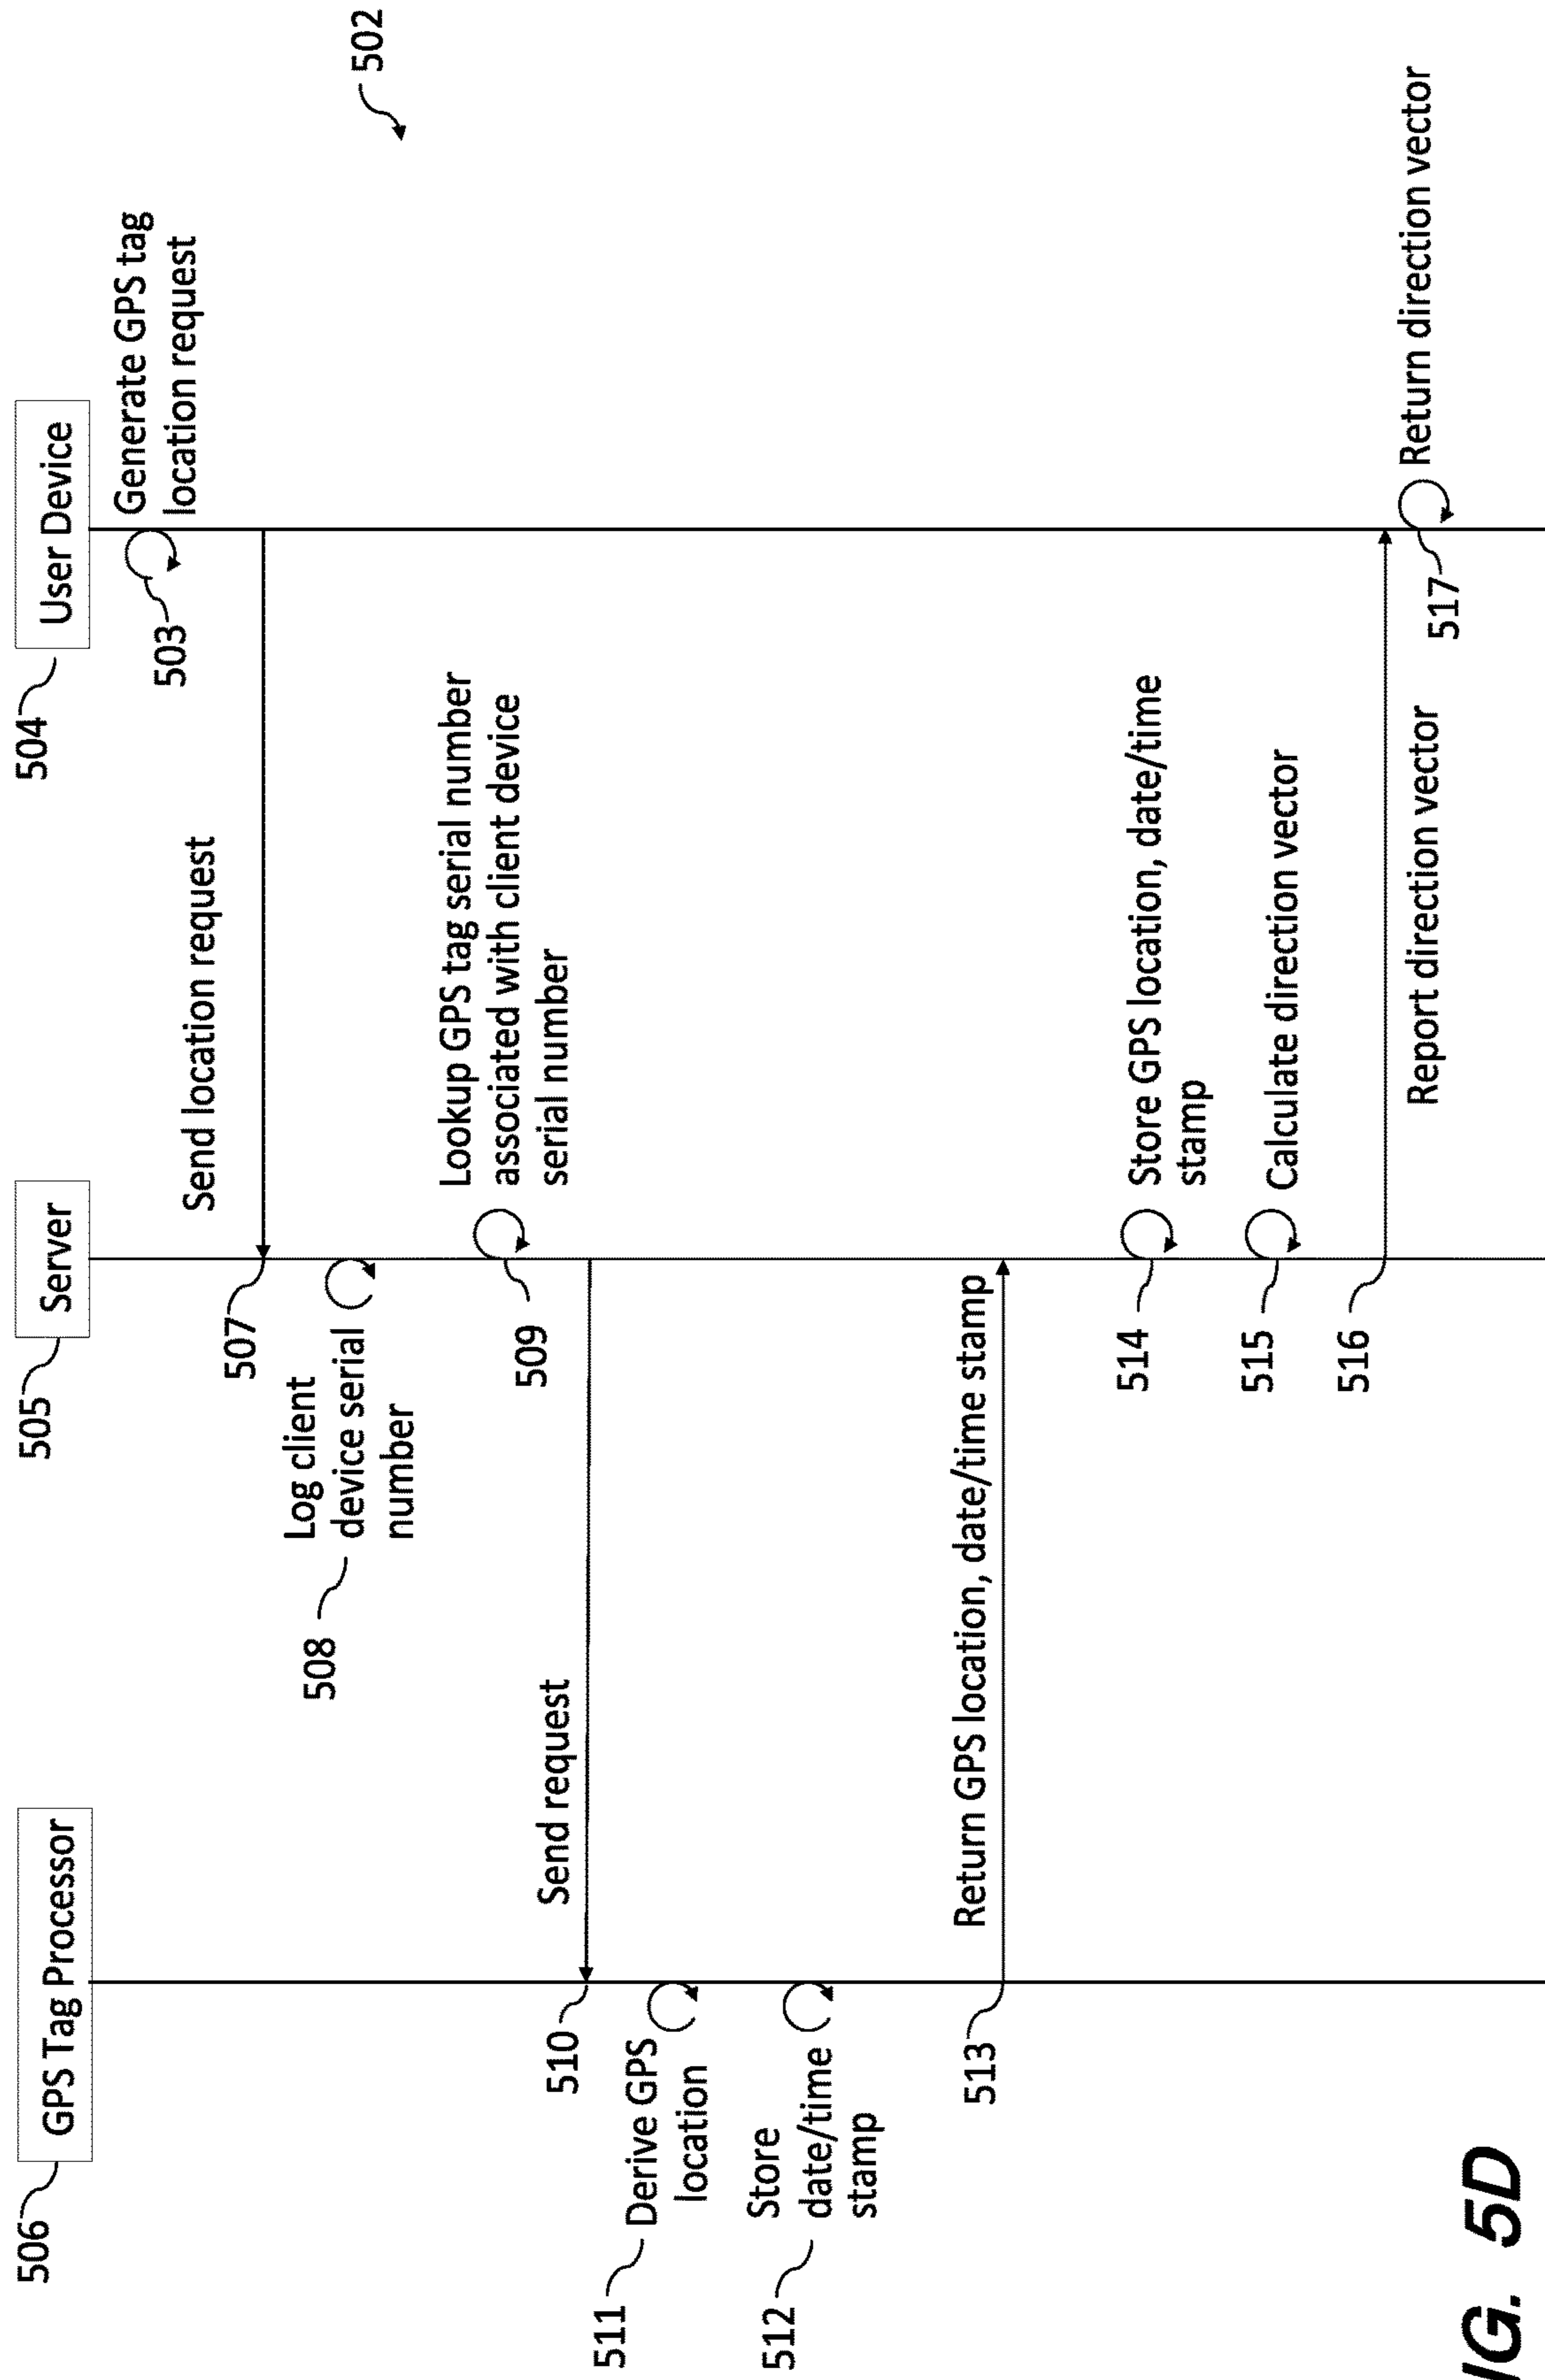 506
GPS Tag Processor
505
Server
504
User Device
503
Generate GPS tag
location request
502
Send location request
507
508
Log client
device serial
number
Lookup GPS tag serial number
associated with client device
serial number
509
Send request
510
511
Derive GPS
location
512
Store
date/time
stamp
Return GPS location, date/time stamp
513
Store GPS location, date/time
stamp
514
Calculate direction vector
515
516
Report direction vector
517
Return direction vector
IG. 5D